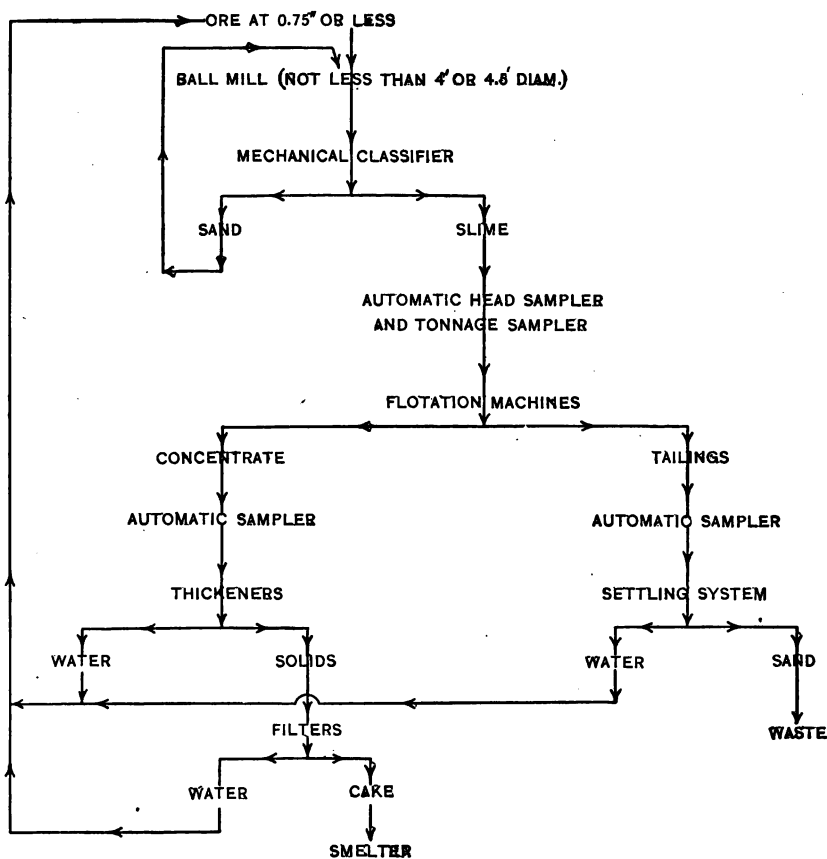 ORE AT 0.75" OR LESS
BALL MILL (NOT LESS THAN 4' OR 4.5' DIAM.)
MECHANICAL CLASSIFIER
SAND
SLIME
AUTOMATIC HEAD SAMPLER
AND TONNAGE SAMPLER
FLOTATION MACHINES
CONCENTRATE
TAILINGS
AUTOMATIC SAMPLER
AUTOMATIC SAMPLER
THICKENERS
SETTLING SYSTEM
WATER
SOLIDS
WATER
SAND
FILTERS
WASTE
WATER
CAKE
SMELTER